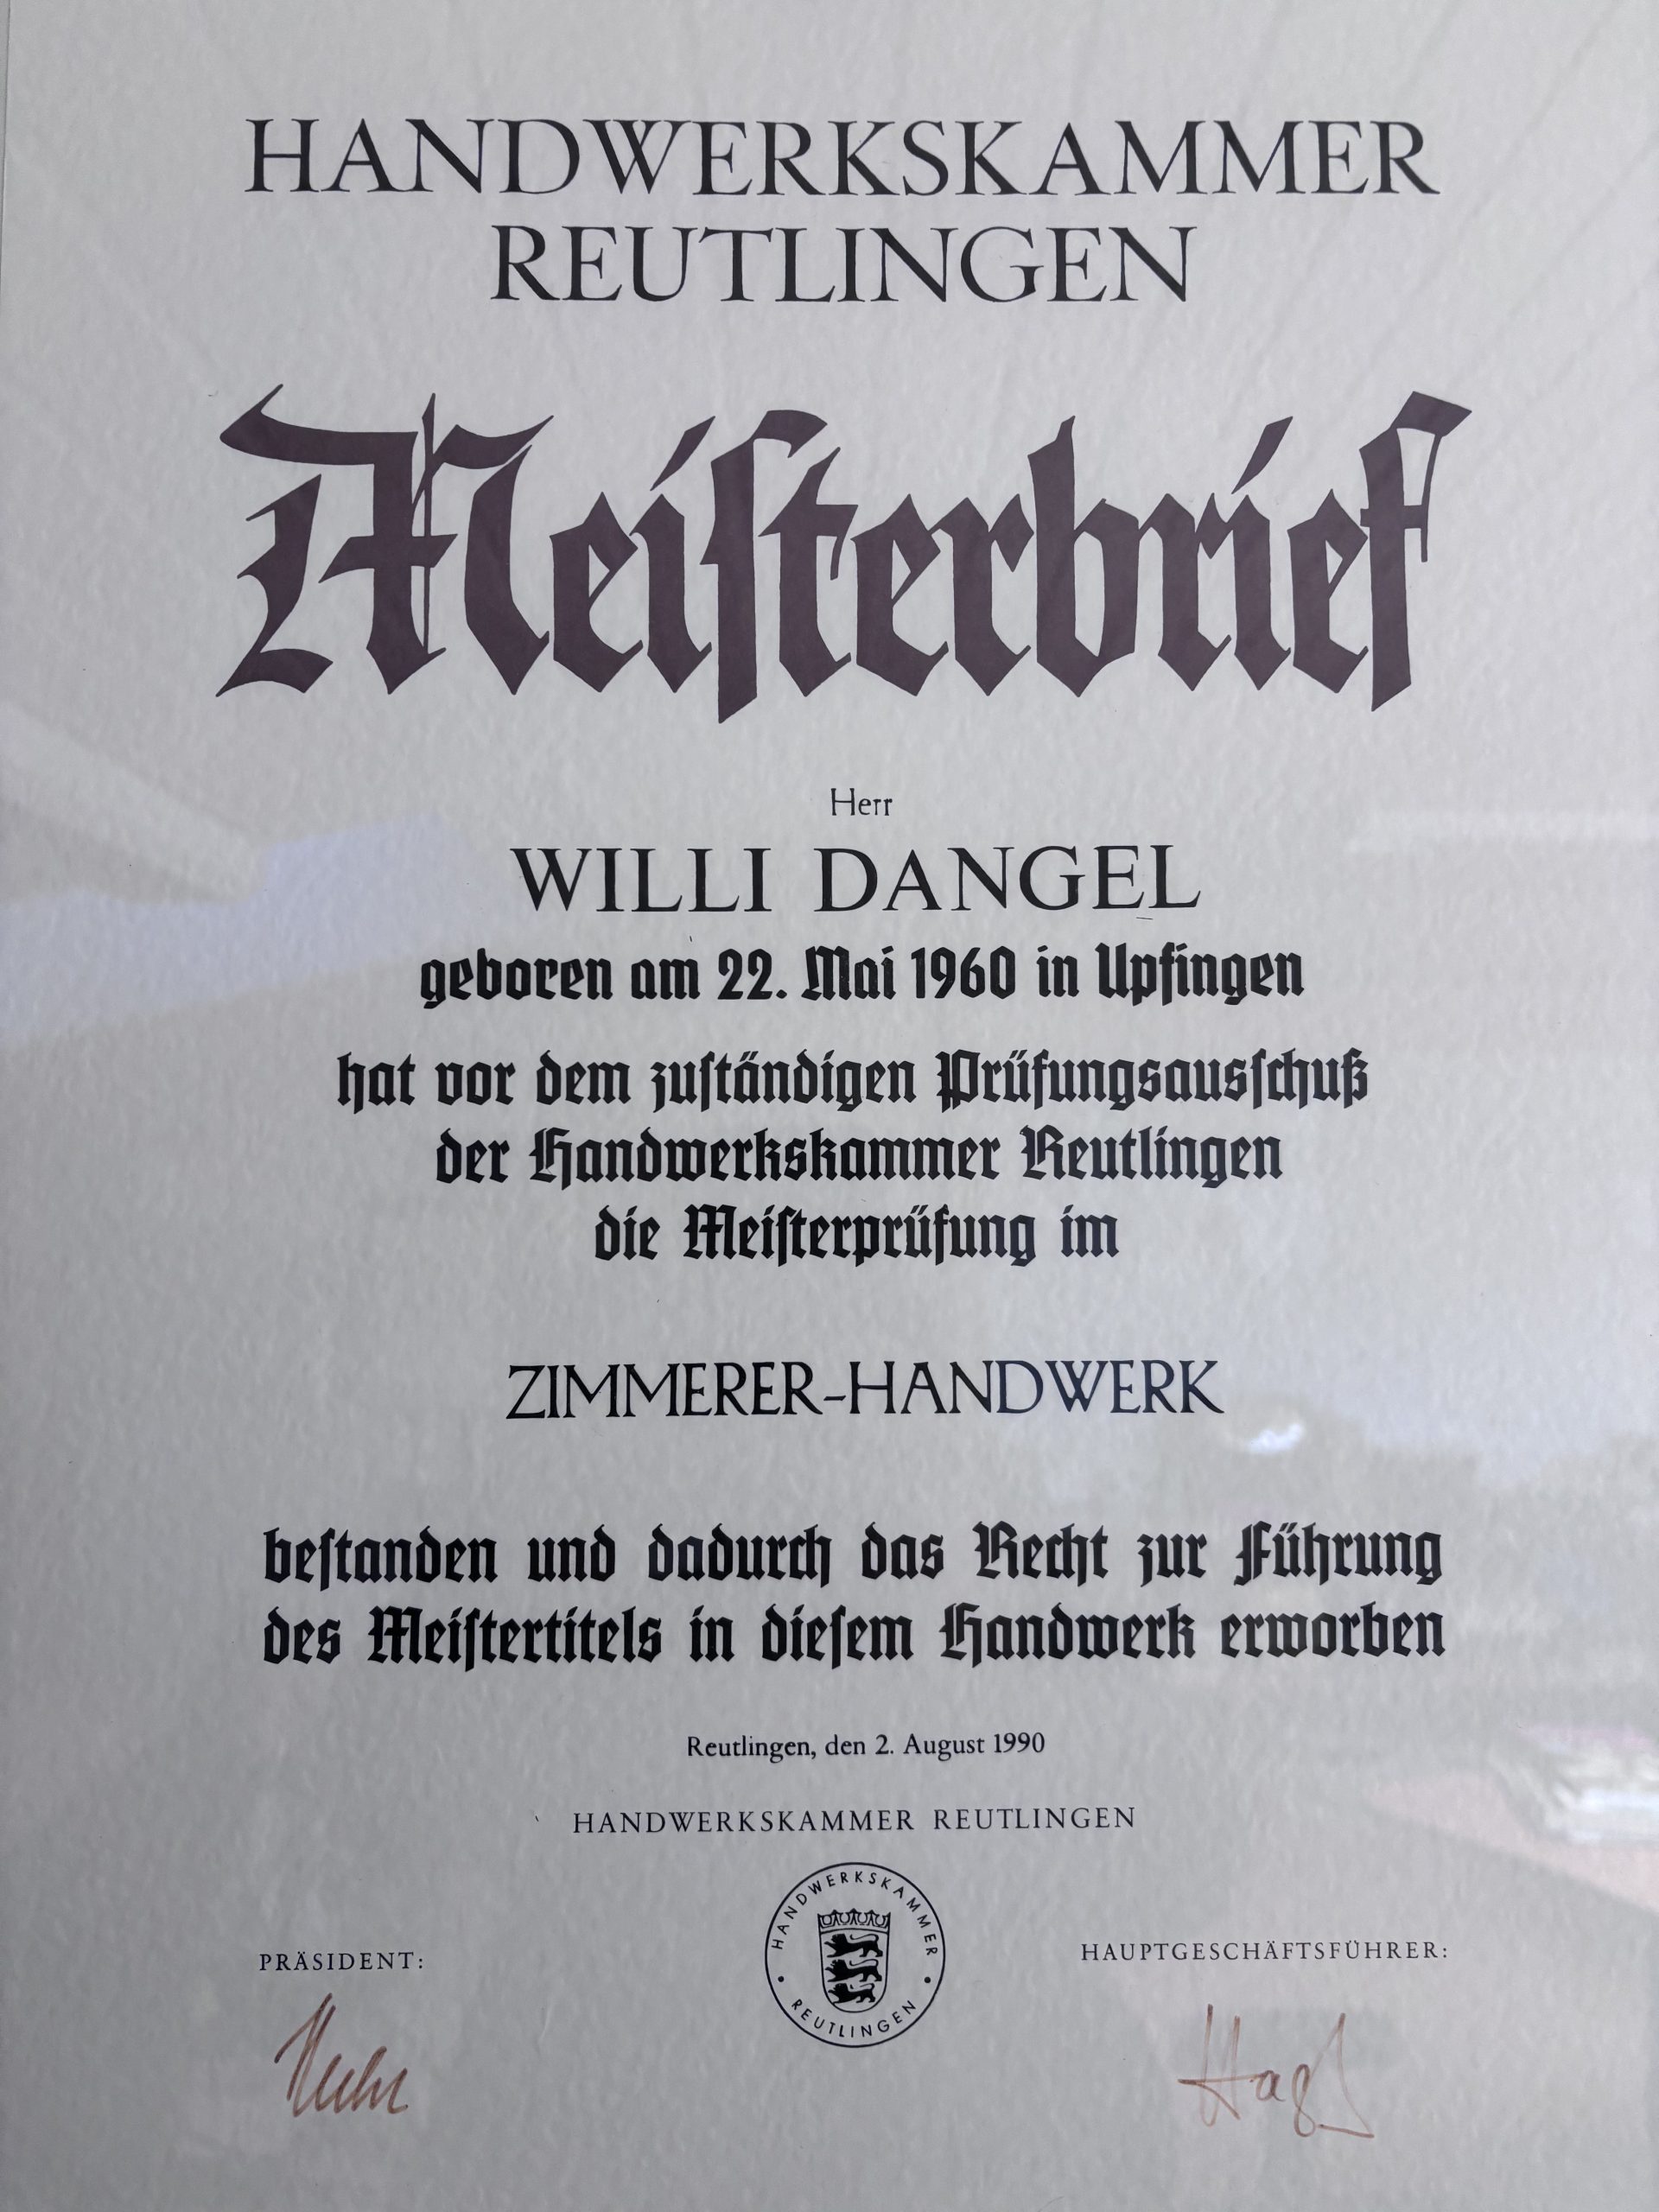 HANDWERKSKAMMER
REUTLINGEN
Meiſterbrief
Herr
WILLI DANGEL
geboren am 22. Mai 1960 in Upfingen
hat vor dem zuſtändigen Prüfungsausſchuß
der Handwerkskammer Reutlingen
die Meiſterprüfung im
ZIMMERER-HANDWERK
beſtanden und dadurch das Recht zur Führung
des Meiſtertitels in dieſem Handwerk erworben
Reutlingen, den 2. August 1990
HANDWERKSKAMMER REUTLINGEN
HANDWERKSKAMMER
• REUTLINGEN •
PRÄSIDENT:
HAUPTGESCHÄFTSFÜHRER: